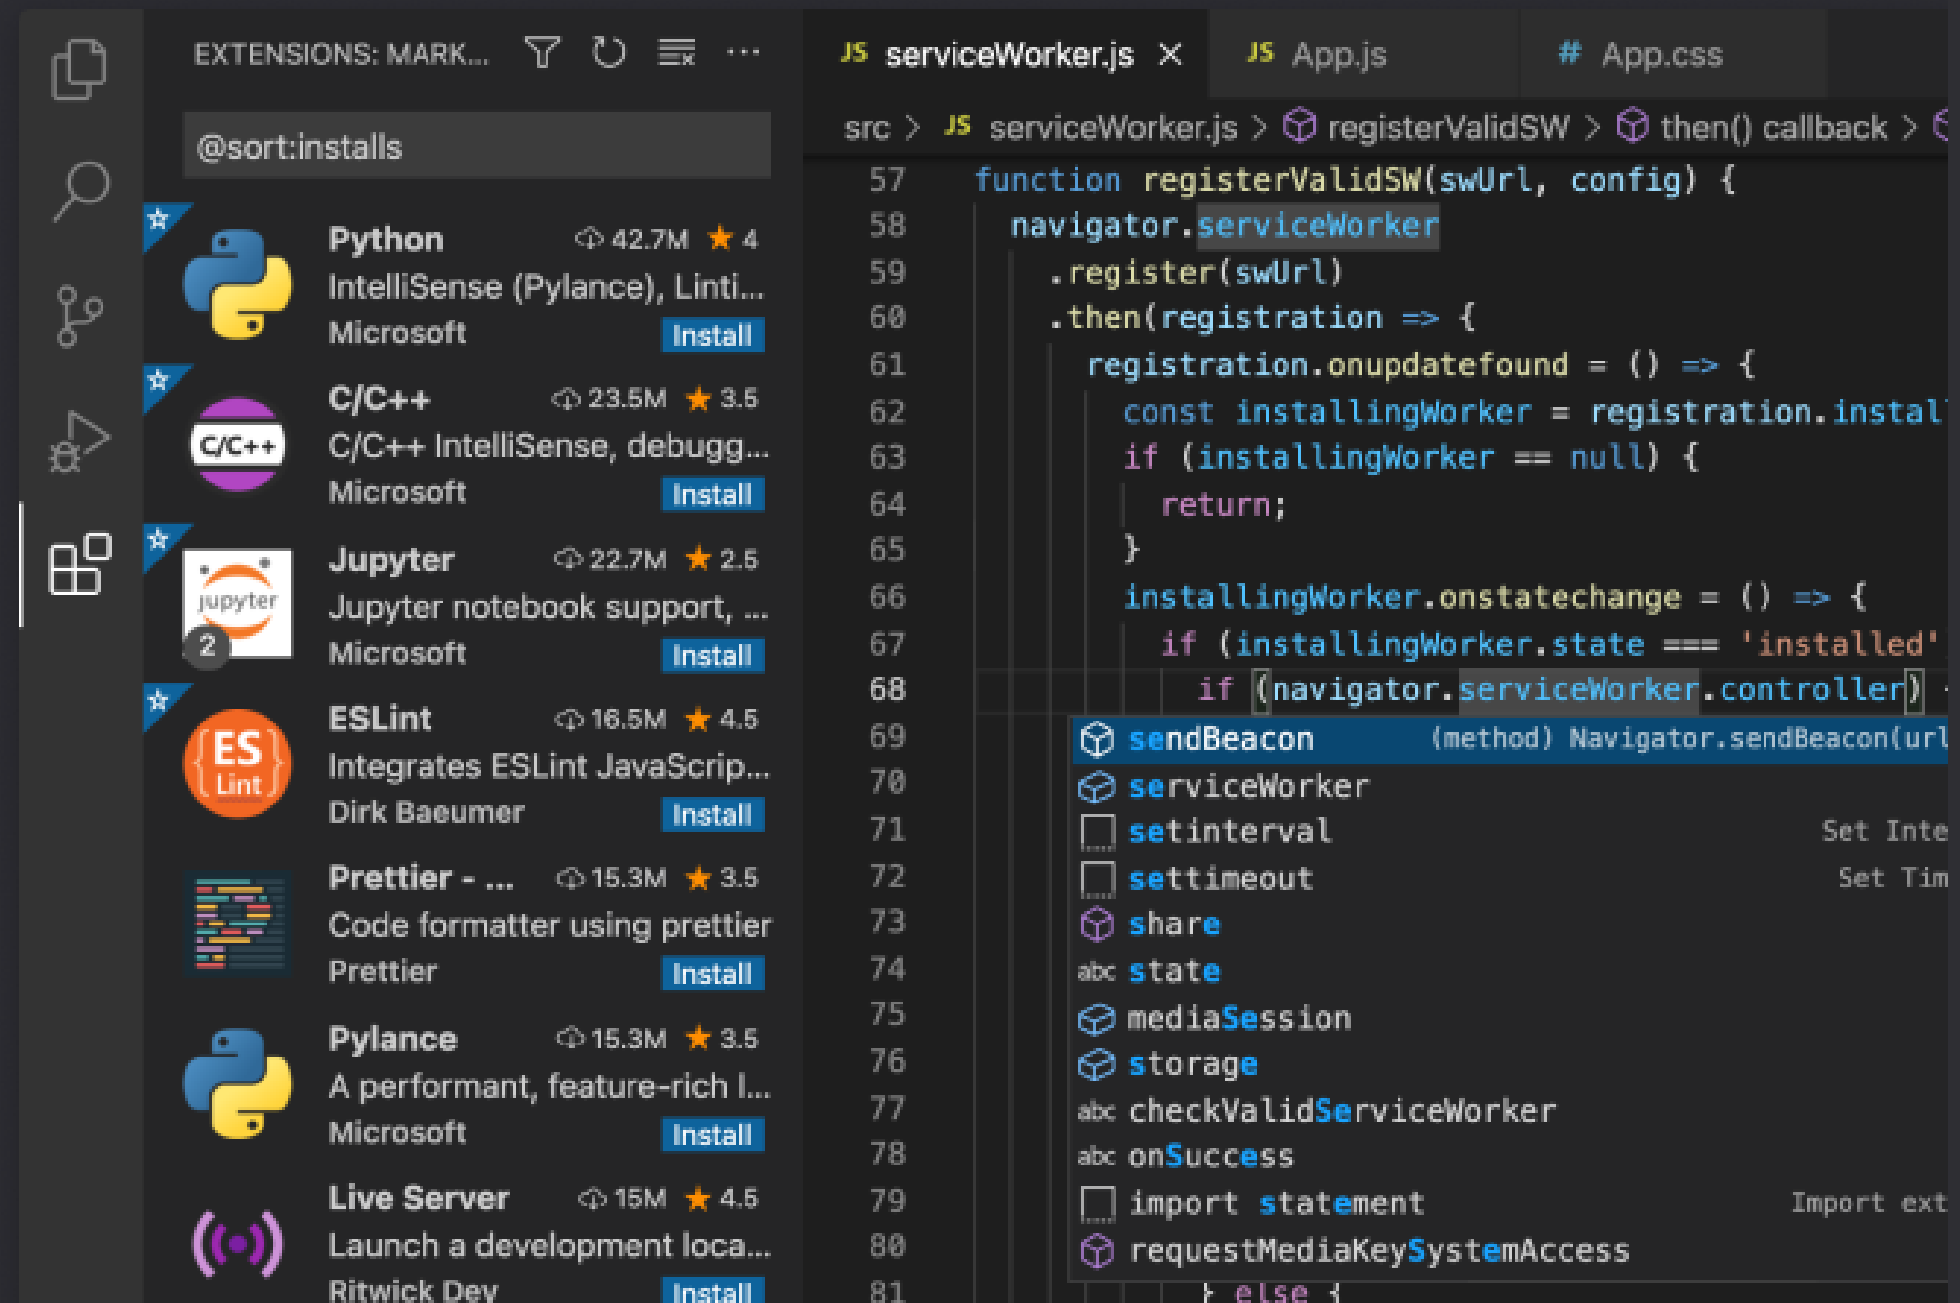 EXTENSIONS: MARK...
@sort:installs
Python 42.7M 4
IntelliSense (Pylance), Linti...
Microsoft Install
C/C++
C/C++ 23.5M 3.5
C/C++ IntelliSense, debugg...
Microsoft Install
jupyter
2
Jupyter 22.7M 2.5
Jupyter notebook support, ...
Microsoft Install
ES
Lint
ESLint 16.5M 4.5
Integrates ESLint JavaScrip...
Dirk Baeumer Install
Prettier - ... 15.3M 3.5
Code formatter using prettier
Prettier Install
Pylance 15.3M 3.5
A performant, feature-rich l...
Microsoft Install
Live Server 15M 4.5
Launch a development loca...
Ritwick Dey Install
JS serviceWorker.js × JS App.js # App.css
src > JS serviceWorker.js > registerValidSW > then() callback >
57 function registerValidSW(swUrl, config) {
58 navigator.serviceWorker
59 .register(swUrl)
60 .then(registration => {
61 registration.onupdatefound = () => {
62 const installingWorker = registration.instal
63 if (installingWorker == null) {
64 return;
65 }
66 installingWorker.onstatechange = () => {
67 if (installingWorker.state === 'installed'
68 if (navigator.serviceWorker.controller) {
69 sendBeacon (method) Navigator.sendBeacon(url
70 serviceWorker
71 setinterval Set Inte
72 settimeout Set Tim
73 share
74 abc state
75 mediaSession
76 storage
77 abc checkValidServiceWorker
78 abc onSuccess
79 import statement Import ext
80 requestMediaKeySystemAccess
81 } else {